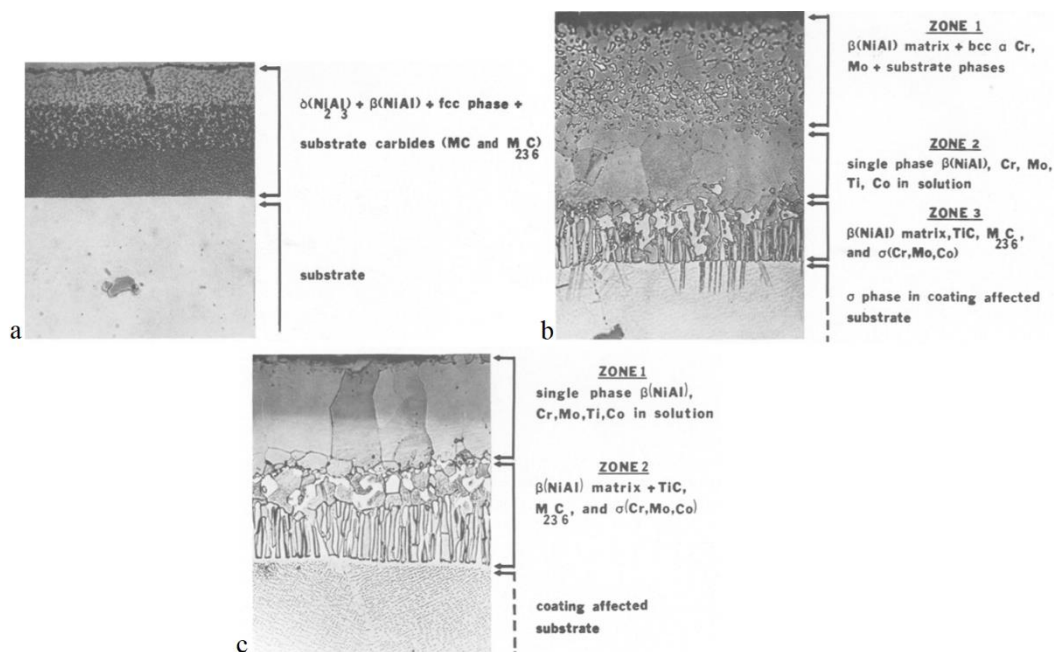 a
δ(Ni2Al3) + β(NiAl) + fcc phase +
substrate carbides (MC and M23C6)
substrate
b
ZONE 1
β(NiAl) matrix + bcc α Cr,
Mo + substrate phases
ZONE 2
single phase β(NiAl), Cr, Mo,
Ti, Co in solution
ZONE 3
β(NiAl) matrix, TiC, M23C6,
and σ(Cr,Mo,Co)
σ phase in coating affected
substrate
c
ZONE 1
single phase β(NiAl),
Cr,Mo,Ti,Co in solution
ZONE 2
β(NiAl) matrix + TiC,
M23C6, and σ(Cr,Mo,Co)
coating affected
substrate